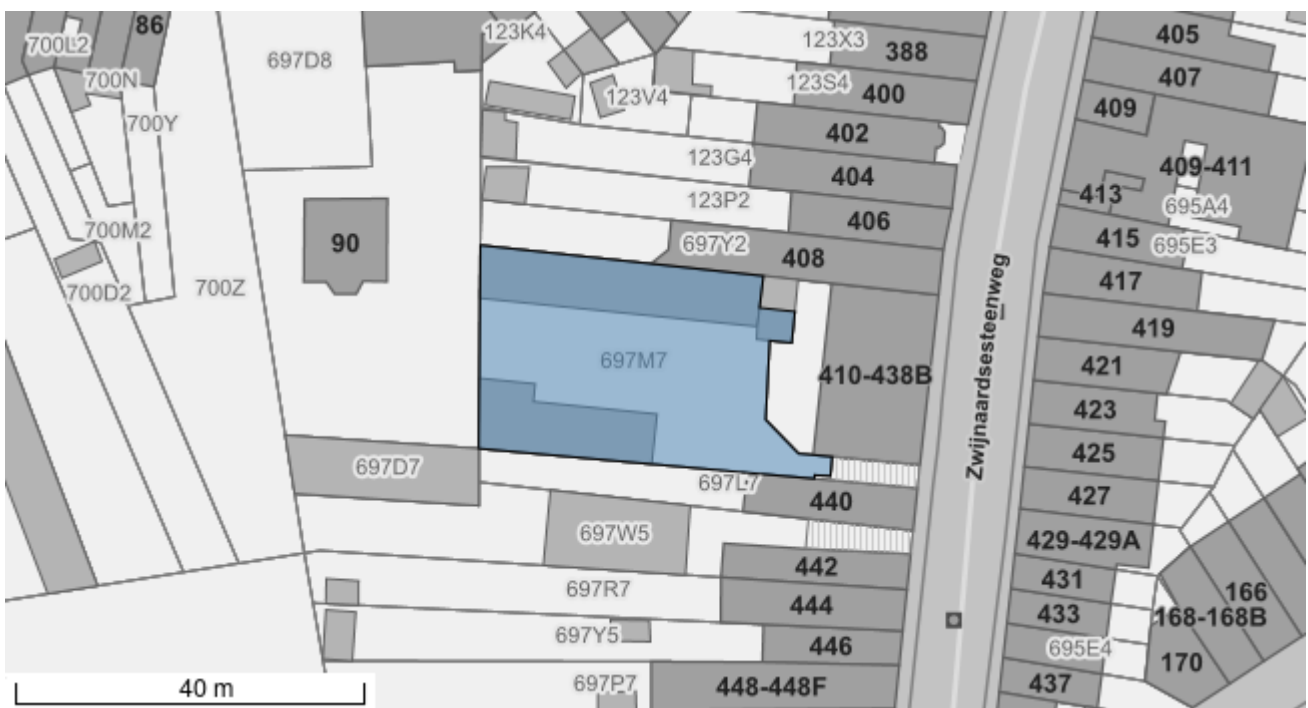 86
700L2
700N
700Y
697D8
123K4
123X3
388
123S4
400
123V4
402
123G4
404
123P2
406
697Y2
408
405
407
409
409-411
413
695A4
415
695E3
417
419
90
700M2
700D2
700Z
697M7
410-438B
Zwijnaardsesteenweg
421
423
425
427
429-429A
431
433
695E4
437
166
168-168B
170
697D7
697L7
440
697W5
442
697R7
444
697Y5
446
697P7
448-448F
40 m